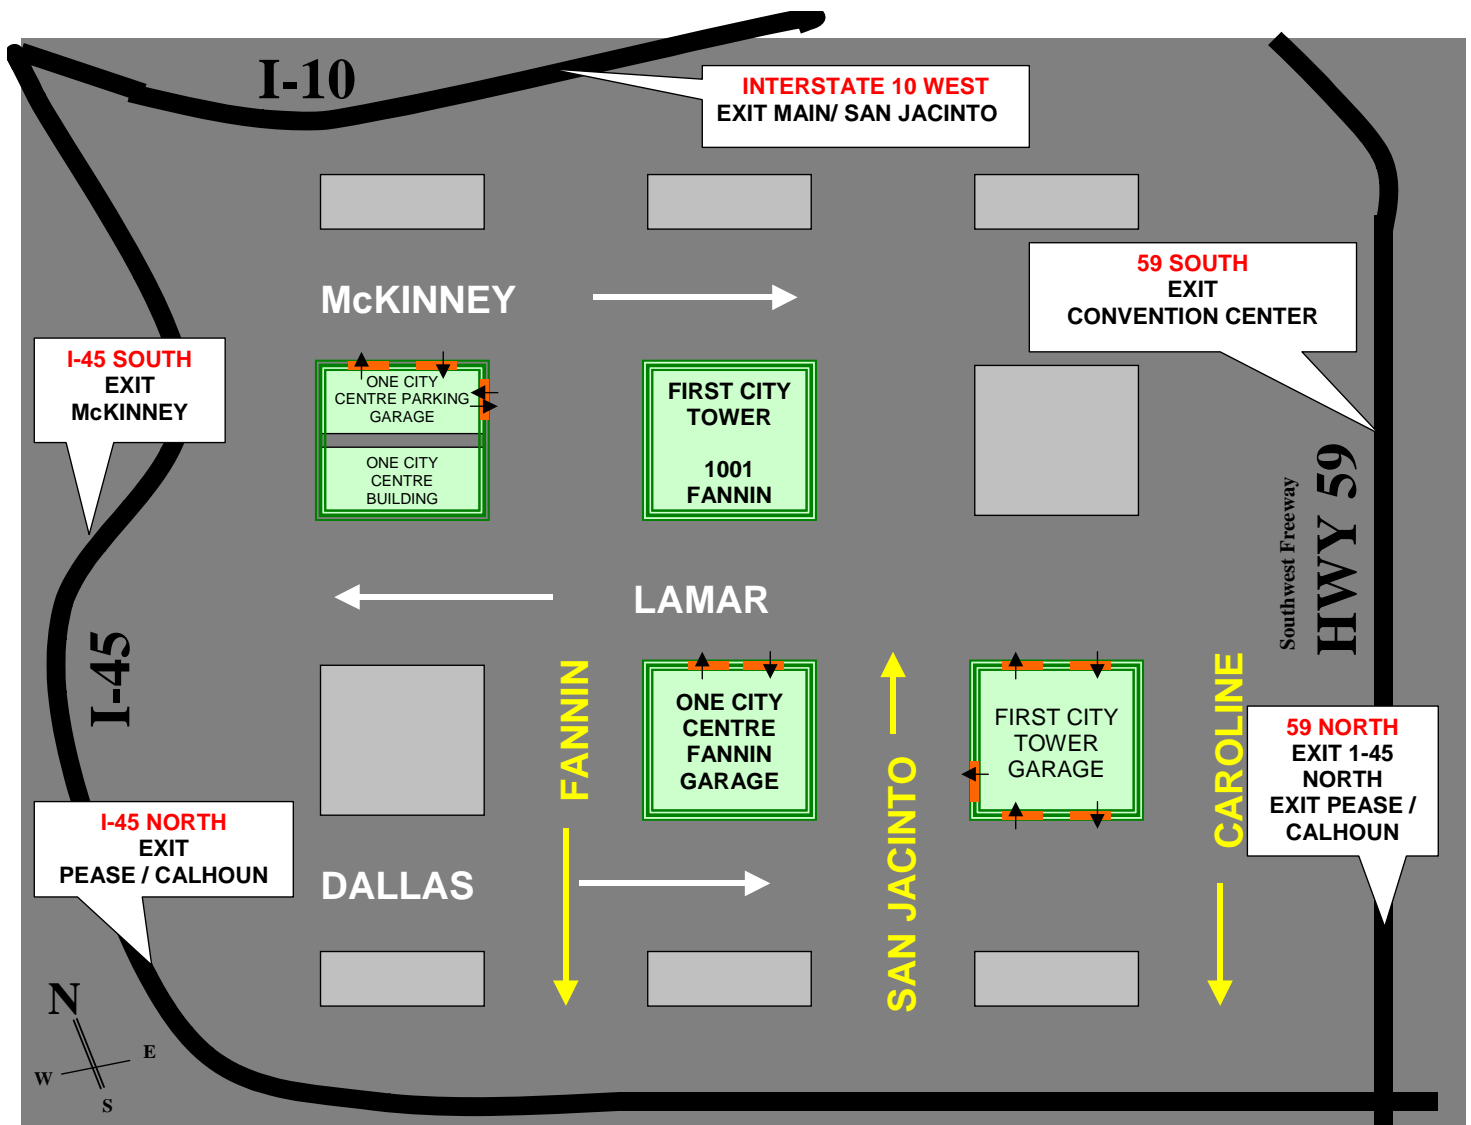 I-10
INTERSTATE 10 WEST
EXIT MAIN/ SAN JACINTO
59 SOUTH
EXIT
CONVENTION CENTER
McKINNEY
I-45 SOUTH
EXIT
McKINNEY
ONE CITY
CENTRE PARKING
GARAGE
ONE CITY
CENTRE
BUILDING
FIRST CITY
TOWER
1001
FANNIN
Southwest Freeway
HWY 59
LAMAR
I-45
FANNIN
ONE CITY
CENTRE
FANNIN
GARAGE
SAN JACINTO
FIRST CITY
TOWER
GARAGE
CAROLINE
59 NORTH
EXIT 1-45
NORTH
EXIT PEASE /
CALHOUN
I-45 NORTH
EXIT
PEASE / CALHOUN
DALLAS
N
E
W
S